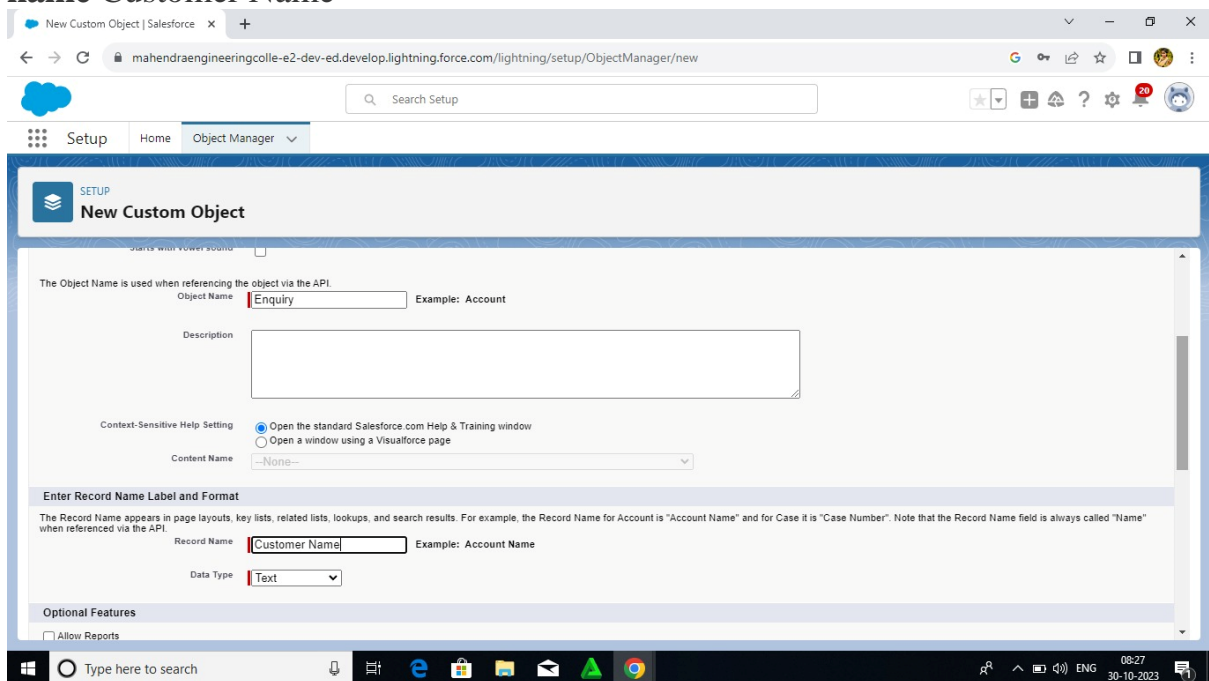 name Customer Name
New Custom Object | Salesforce
mahendraengineeringcolle-e2-dev-ed.develop.lightning.force.com/lightning/setup/ObjectManager/new
Search Setup
20
Setup Home Object Manager
SETUP
New Custom Object
Starts with vowel sound
The Object Name is used when referencing the object via the API.
Object Name Enquiry Example: Account
Description
Context-Sensitive Help Setting Open the standard Salesforce.com Help & Training window
Open a window using a Visualforce page
Content Name --None--
Enter Record Name Label and Format
The Record Name appears in page layouts, key lists, related lists, lookups, and search results. For example, the Record Name for Account is "Account Name" and for Case it is "Case Number". Note that the Record Name field is always called "Name"
when referenced via the API.
Record Name Customer Name Example: Account Name
Data Type Text
Optional Features
Allow Reports
Type here to search ENG 08:27
30-10-2023